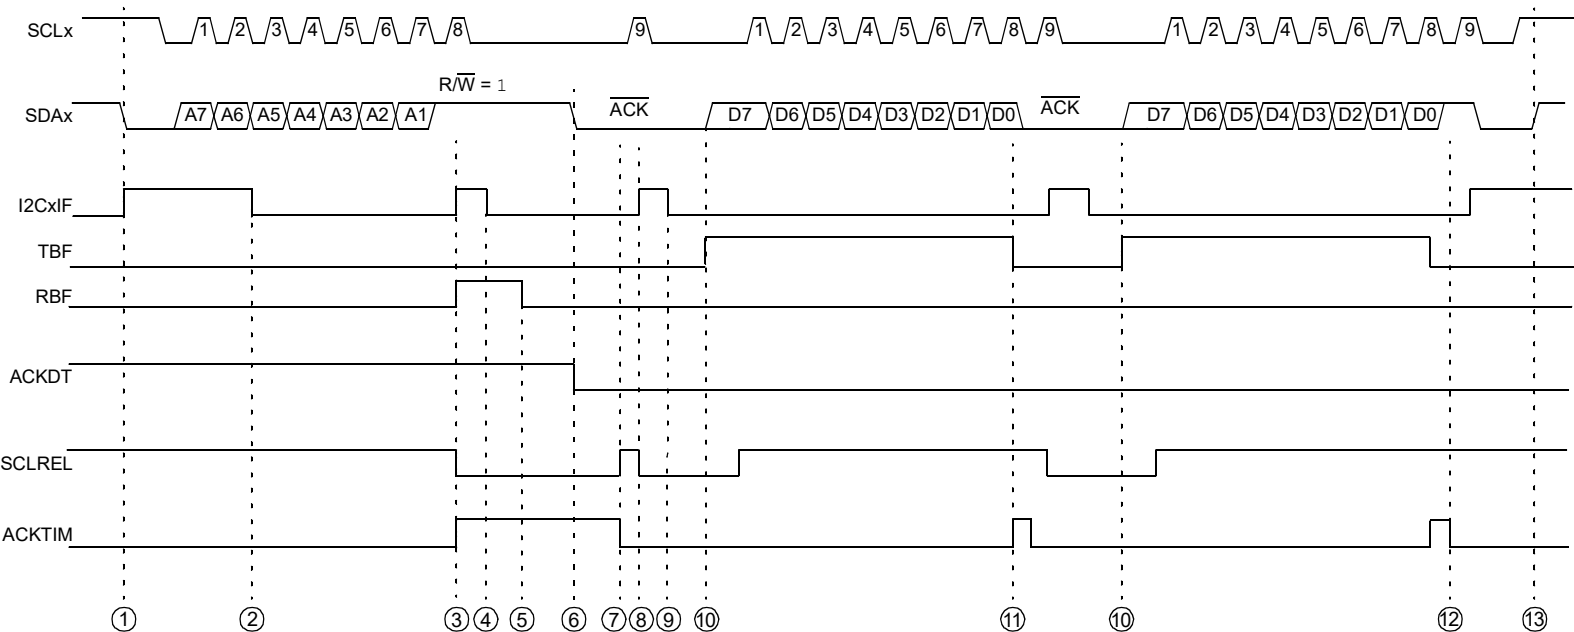 SCLx 1 2 3 4 5 6 7 8 9 1 2 3 4 5 6 7 8 9 1 2 3 4 5 6 7 8 9
R/W̅ = 1
SDAx A7 A6 A5 A4 A3 A2 A1 A̅C̅K̅ D7 D6 D5 D4 D3 D2 D1 D0 A̅C̅K̅ D7 D6 D5 D4 D3 D2 D1 D0
I2CxIF
TBF
RBF
ACKDT
SCLREL
ACKTIM
① ② ③ ④ ⑤ ⑥ ⑦ ⑧ ⑨ ⑩ ⑪ ⑩ ⑫ ⑬